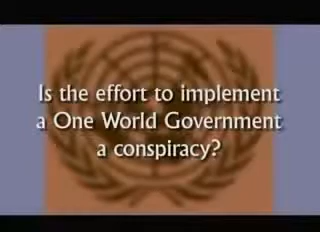 Is the effort to implement
a One World Government
a conspiracy?